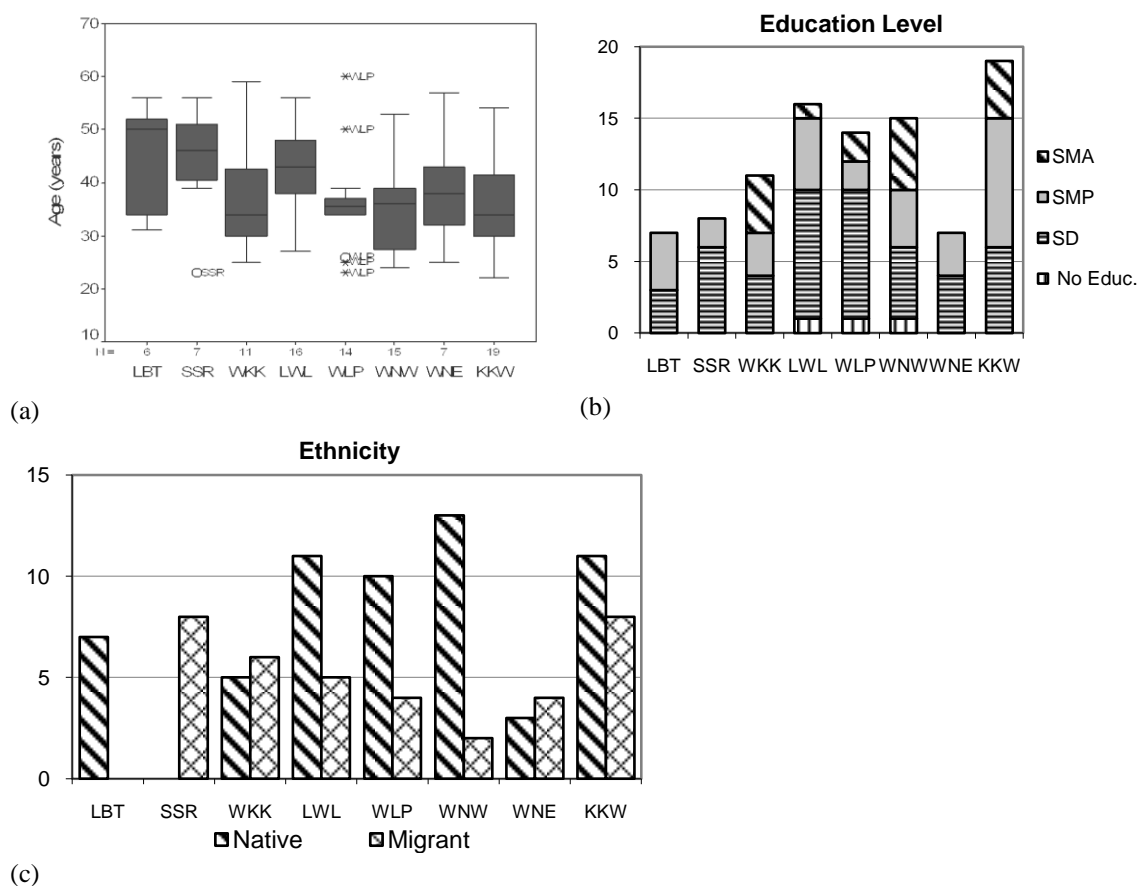 70
60
50
40
30
20
10
Age (years)
WLP
WLP
WLP
WLP
WLP
SSR
N = 6 7 11 16 14 15 7 19
LBT SSR WKK LWL WLP WNW WNE KKW
(a)
Education Level
20
15
10
5
0
LBT SSR WKK LWL WLP WNW WNE KKW
SMA
SMP
SD
No Educ.
(b)
Ethnicity
15
10
5
0
LBT SSR WKK LWL WLP WNW WNE KKW
Native Migrant
(c)